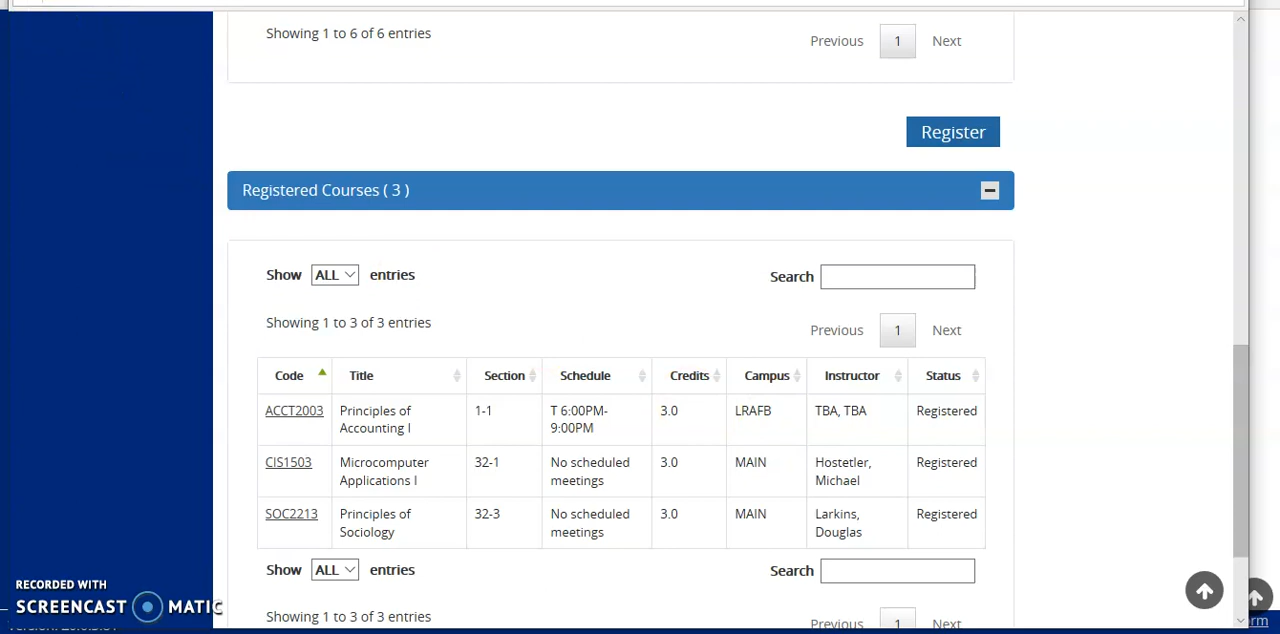 Showing 1 to 6 of 6 entries
Previous 1 Next
Register
Registered Courses ( 3 )
Show ALL entries
Search
Showing 1 to 3 of 3 entries
Previous 1 Next
Code Title Section Schedule Credits Campus Instructor Status
ACCT2003 Principles of 1-1 T 6:00PM- 3.0 LRAFB TBA, TBA Registered
Accounting I 9:00PM
CIS1503 Microcomputer 32-1 No scheduled 3.0 MAIN Hostetler, Registered
Applications I meetings Michael
SOC2213 Principles of 32-3 No scheduled 3.0 MAIN Larkins, Registered
Sociology meetings Douglas
Show ALL entries
Search
Showing 1 to 3 of 3 entries
Previous 1 Next
RECORDED WITH
SCREENCAST MATIC